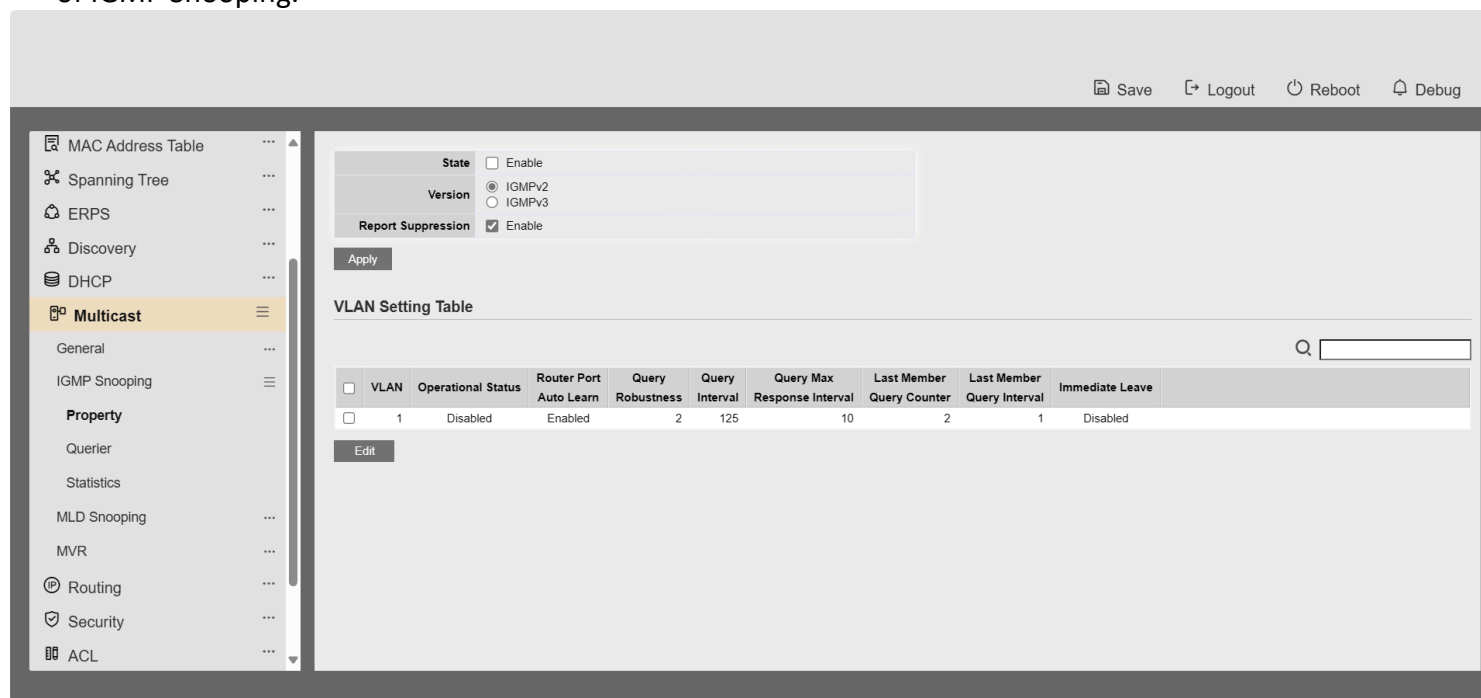 of IGMP Snooping.
Save Logout Reboot Debug
MAC Address Table
Spanning Tree
ERPS
Discovery
DHCP
Multicast
General
IGMP Snooping
Property
Querier
Statistics
MLD Snooping
MVR
Routing
Security
ACL
State Enable
Version IGMPv2
IGMPv3
Report Suppression Enable
Apply
VLAN Setting Table
VLAN Operational Status Router Port Auto Learn Query Robustness Query Interval Query Max Response Interval Last Member Query Counter Last Member Query Interval Immediate Leave
1 Disabled Enabled 2 125 10 2 1 Disabled
Edit